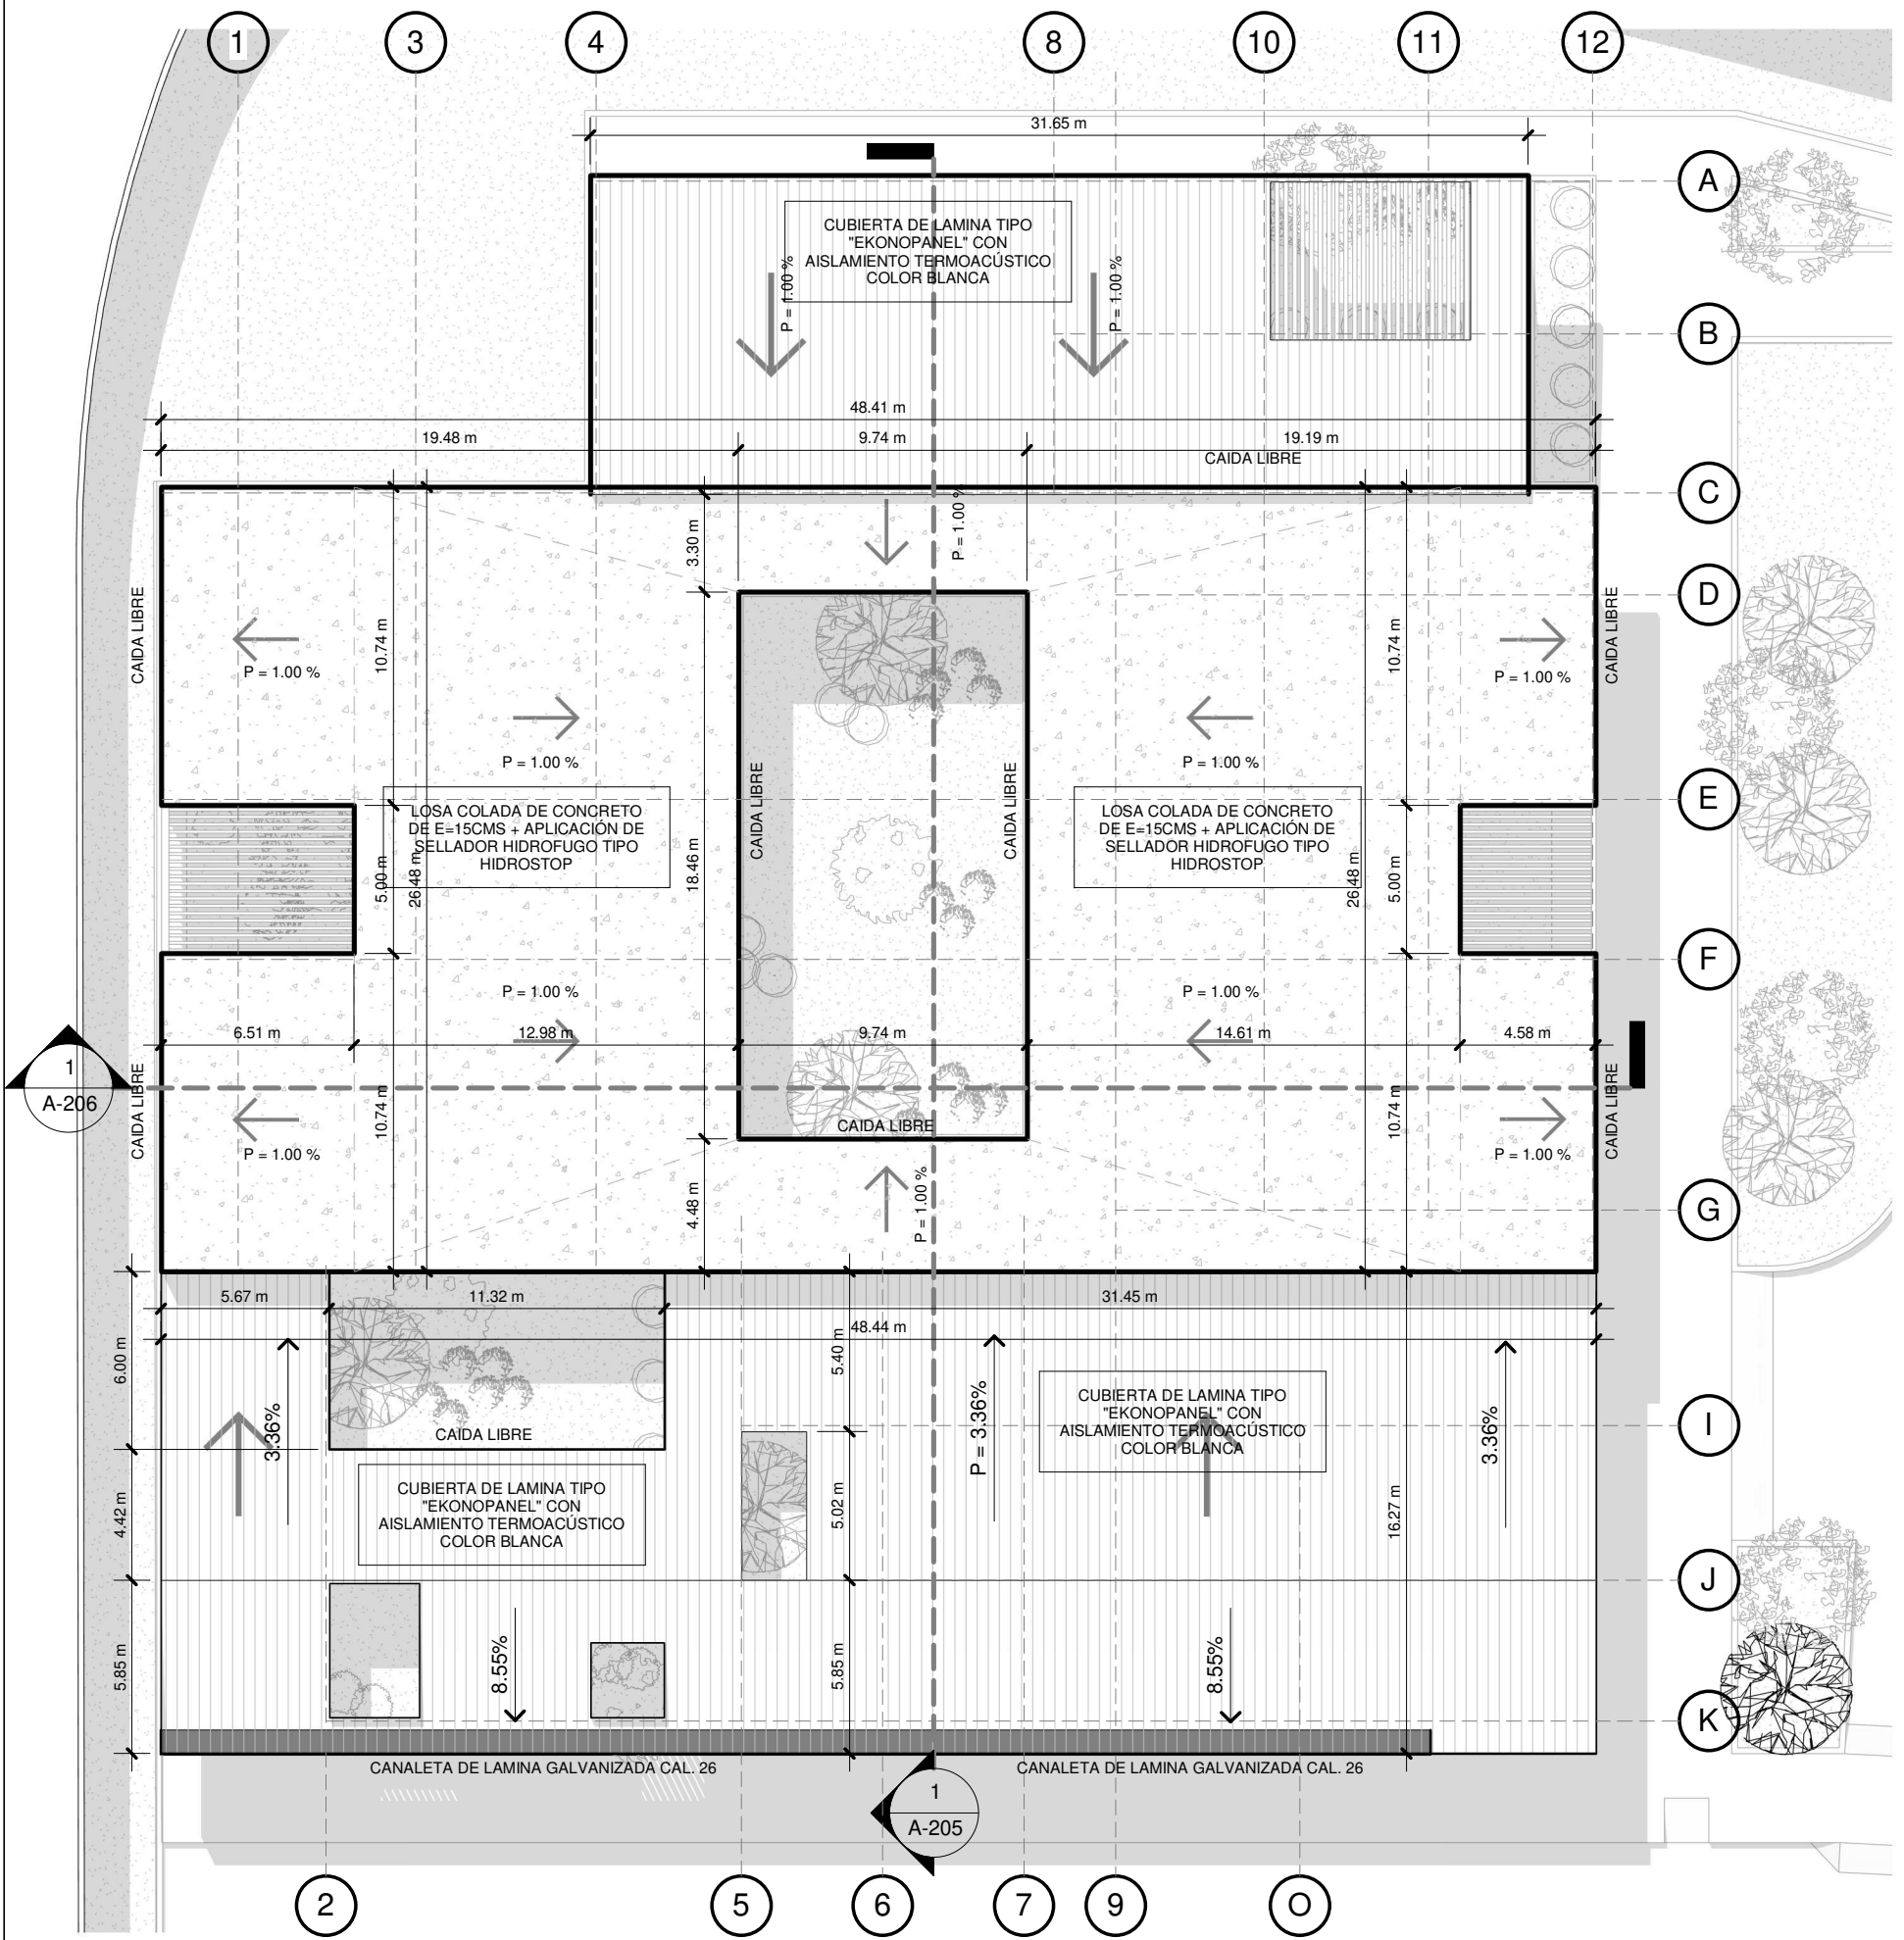 1
3
4
8
10
11
12
31.65 m
A
CUBIERTA DE LAMINA TIPO
"EKONOPANEL" CON
AISLAMIENTO TERMOACÚSTICO
COLOR BLANCA
P = 1.00 %
P = 1.00 %
B
48.41 m
19.48 m
9.74 m
19.19 m
CAIDA LIBRE
C
3.30 m
P = 1.00 %
D
CAIDA LIBRE
10.74 m
10.74 m
CAIDA LIBRE
P = 1.00 %
P = 1.00 %
P = 1.00 %
P = 1.00 %
E
LOSA COLADA DE CONCRETO
DE E=15CMS + APLICACIÓN DE
SELLADOR HIDROFUGO TIPO
HIDROSTOP
CAIDA LIBRE
CAIDA LIBRE
LOSA COLADA DE CONCRETO
DE E=15CMS + APLICACIÓN DE
SELLADOR HIDROFUGO TIPO
HIDROSTOP
5.00 m
26.48 m
18.46 m
26.48 m
5.00 m
F
P = 1.00 %
P = 1.00 %
6.51 m
12.98 m
9.74 m
14.61 m
4.58 m
1
A-206
CAIDA LIBRE
10.74 m
CAIDA LIBRE
10.74 m
CAIDA LIBRE
P = 1.00 %
P = 1.00 %
4.48 m
P = 1.00 %
G
5.67 m
11.32 m
31.45 m
48.44 m
6.00 m
5.40 m
3.36%
CAIDA LIBRE
P = 3.36%
CUBIERTA DE LAMINA TIPO
"EKONOPANEL" CON
AISLAMIENTO TERMOACÚSTICO
COLOR BLANCA
3.36%
I
CUBIERTA DE LAMINA TIPO
"EKONOPANEL" CON
AISLAMIENTO TERMOACÚSTICO
COLOR BLANCA
4.42 m
5.02 m
16.27 m
J
5.85 m
8.55%
5.85 m
8.55%
K
CANALETA DE LAMINA GALVANIZADA CAL. 26
CANALETA DE LAMINA GALVANIZADA CAL. 26
1
A-205
2
5
6
7
9
O